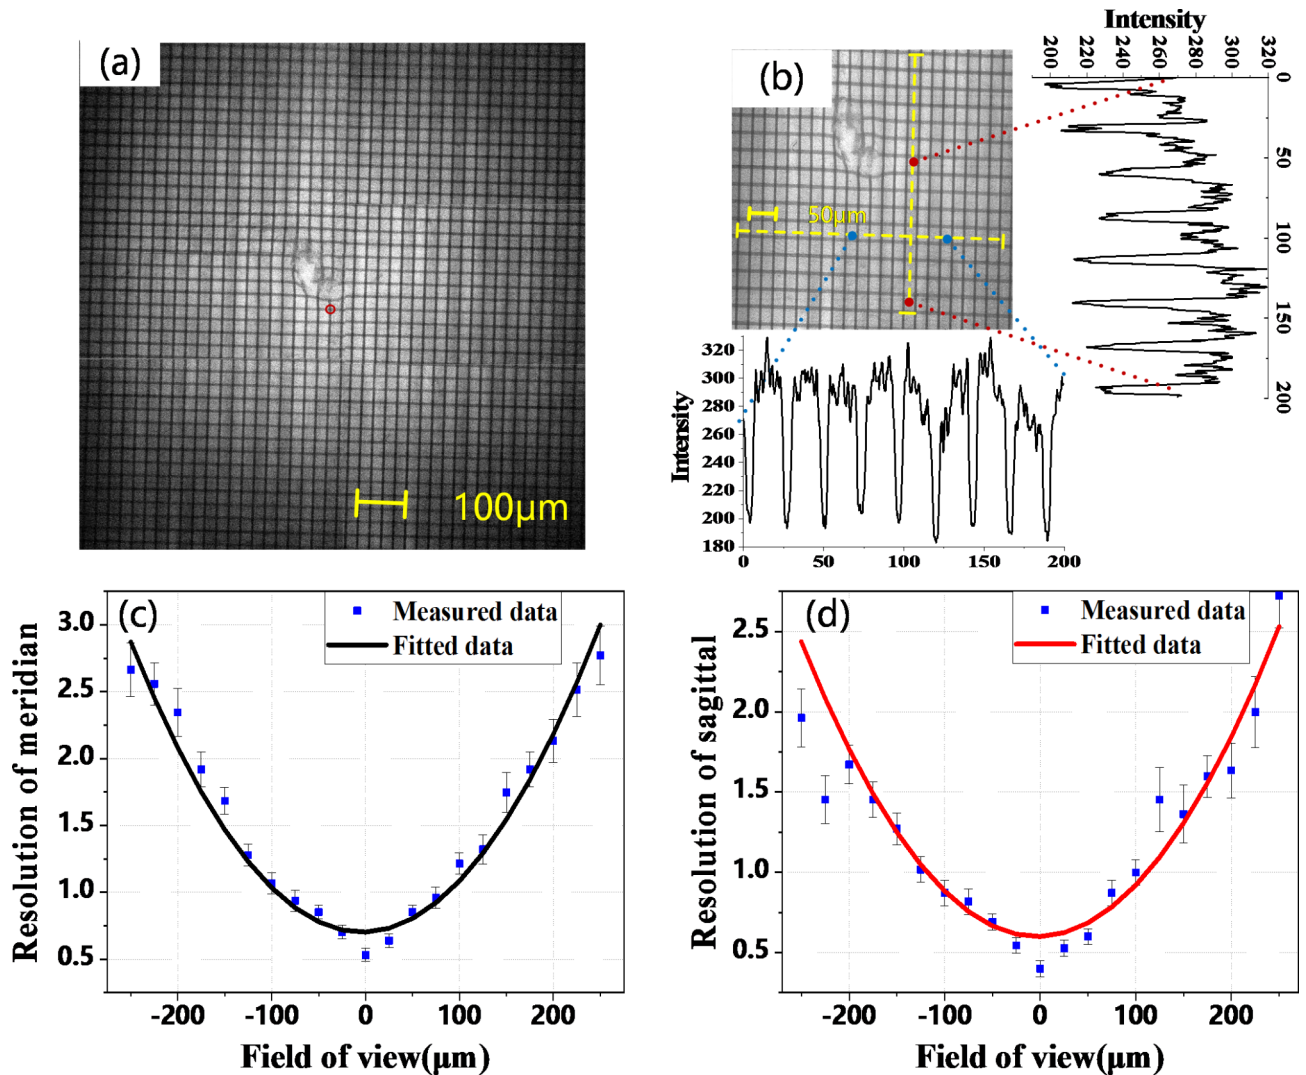 (a)
100μm
(b)
50μm
Intensity
200 220 240 260 280 300 320
0
50
100
150
200
Intensity
320
300
280
260
240
220
200
180
0 50 100 150 200
(c)
Measured data
Fitted data
Resolution of meridian
3.0
2.5
2.0
1.5
1.0
0.5
-200 -100 0 100 200
Field of view(μm)
(d)
Measured data
Fitted data
Resolution of sagittal
2.5
2.0
1.5
1.0
0.5
-200 -100 0 100 200
Field of view(μm)